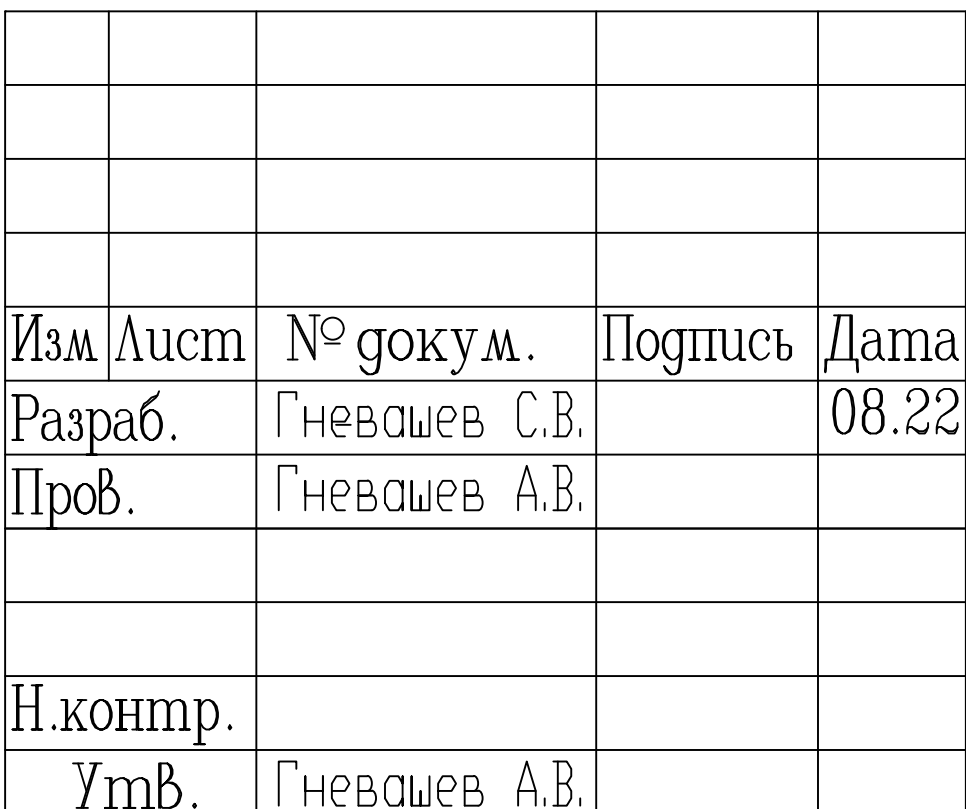 Изм Лист № докум. Подпись Дата
Разраб. Гневашев С.В. 08.22
Пров. Гневашев А.В.
Н.контр.
Утв. Гневашев А.В.